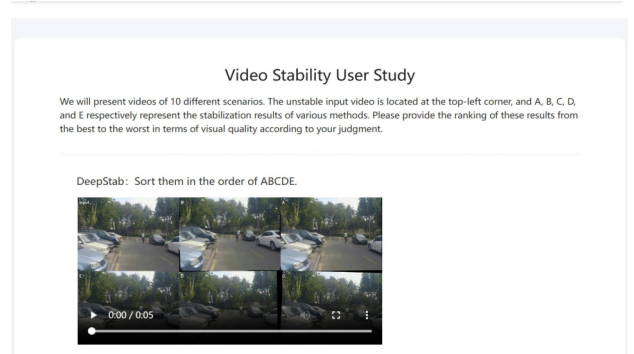 Video Stability User Study
We will present videos of 10 different scenarios. The unstable input video is located at the top-left corner, and A, B, C, D,
and E respectively represent the stabilization results of various methods. Please provide the ranking of these results from
the best to the worst in terms of visual quality according to your judgment.
DeepStab：Sort them in the order of ABCDE.
0:00 / 0:05